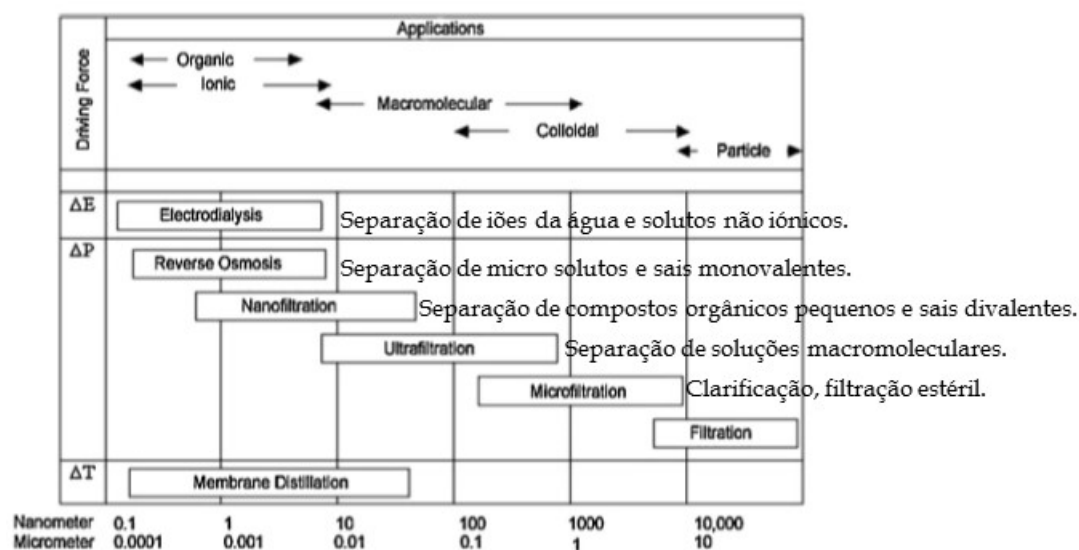 Applications
Driving Force
Organic
Ionic
Macromolecular
Colloidal
Particle
ΔE
Electrodialysis
Separação de iões da água e solutos não iónicos.
ΔP
Reverse Osmosis
Separação de micro solutos e sais monovalentes.
Nanofiltration
Separação de compostos orgânicos pequenos e sais divalentes.
Ultrafiltration
Separação de soluções macromoleculares.
Microfiltration
Clarificação, filtração estéril.
Filtration
ΔT
Membrane Distillation
Nanometer 0.1 1 10 100 1000 10,000
Micrometer 0.0001 0.001 0.01 0.1 1 10